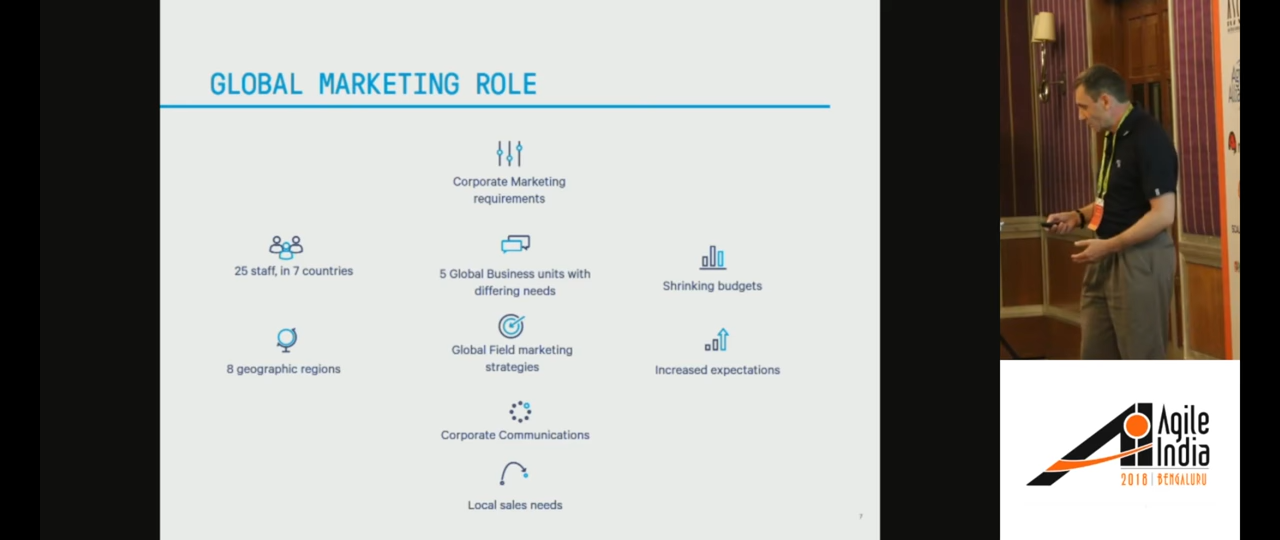 GLOBAL MARKETING ROLE
Corporate Marketing
requirements
25 staff, in 7 countries
5 Global Business units with
differing needs
Shrinking budgets
8 geographic regions
Global Field marketing
strategies
Increased expectations
Corporate Communications
Local sales needs
7
Agile
India
2018 | BENGALURU